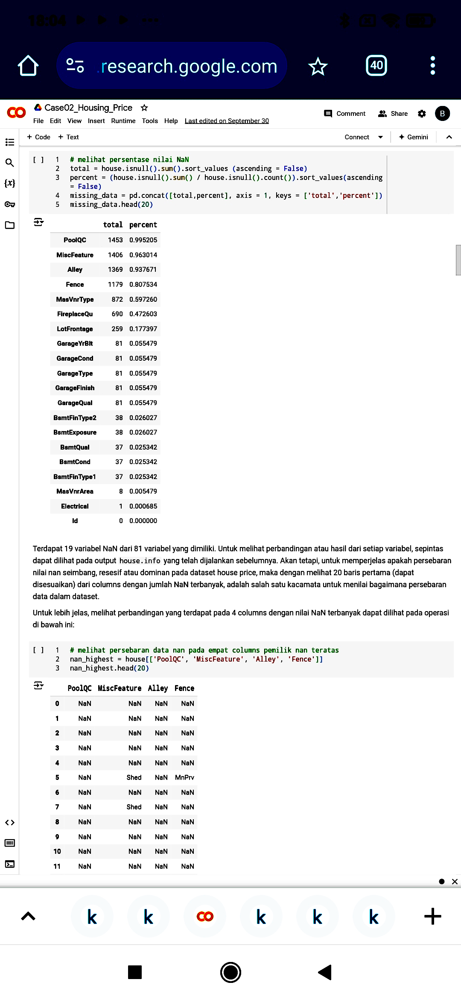 18:04
.research.google.com
40
Case02_Housing_Price
Comment
Share
B
File Edit View Insert Runtime Tools Help Last edited on September 30
+ Code + Text
Connect
Gemini
[ ] 1 # melihat persentase nilai NaN
2 total = house.isnull().sum().sort_values (ascending = False)
3 percent = (house.isnull().sum() / house.isnull().count()).sort_values(ascending
= False)
4 missing_data = pd.concat([total,percent], axis = 1, keys = ['total','percent'])
5 missing_data.head(20)
total percent
PoolQC 1453 0.995205
MiscFeature 1406 0.963014
Alley 1369 0.937671
Fence 1179 0.807534
MasVnrType 872 0.597260
FireplaceQu 690 0.472603
LotFrontage 259 0.177397
GarageYrBlt 81 0.055479
GarageCond 81 0.055479
GarageType 81 0.055479
GarageFinish 81 0.055479
GarageQual 81 0.055479
BsmtFinType2 38 0.026027
BsmtExposure 38 0.026027
BsmtQual 37 0.025342
BsmtCond 37 0.025342
BsmtFinType1 37 0.025342
MasVnrArea 8 0.005479
Electrical 1 0.000685
Id 0 0.000000
Terdapat 19 variabel NaN dari 81 variabel yang dimiliki. Untuk melihat perbandingan atau hasil dari setiap variabel, sepintas
dapat dilihat pada output house.info yang telah dijalankan sebelumnya. Akan tetapi, untuk memperjelas apakah persebaran
nilai nan seimbang, resesif atau dominan pada dataset house price, maka dengan melihat 20 baris pertama (dapat
disesuaikan) dari columns dengan jumlah NaN terbanyak, adalah salah satu kacamata untuk menilai bagaimana persebaran
data dalam dataset.
Untuk lebih jelas, melihat perbandingan yang terdapat pada 4 columns dengan nilai NaN terbanyak dapat dilihat pada operasi
di bawah ini:
[ ] 1 # melihat persebaran data nan pada empat columns pemilik nan teratas
2 nan_highest = house[['PoolQC', 'MiscFeature', 'Alley', 'Fence']]
3 nan_highest.head(20)
PoolQC MiscFeature Alley Fence
0 NaN NaN NaN NaN
1 NaN NaN NaN NaN
2 NaN NaN NaN NaN
3 NaN NaN NaN NaN
4 NaN NaN NaN NaN
5 NaN Shed NaN MnPrv
6 NaN NaN NaN NaN
7 NaN Shed NaN NaN
8 NaN NaN NaN NaN
9 NaN NaN NaN NaN
10 NaN NaN NaN NaN
11 NaN NaN NaN NaN
k k k k k